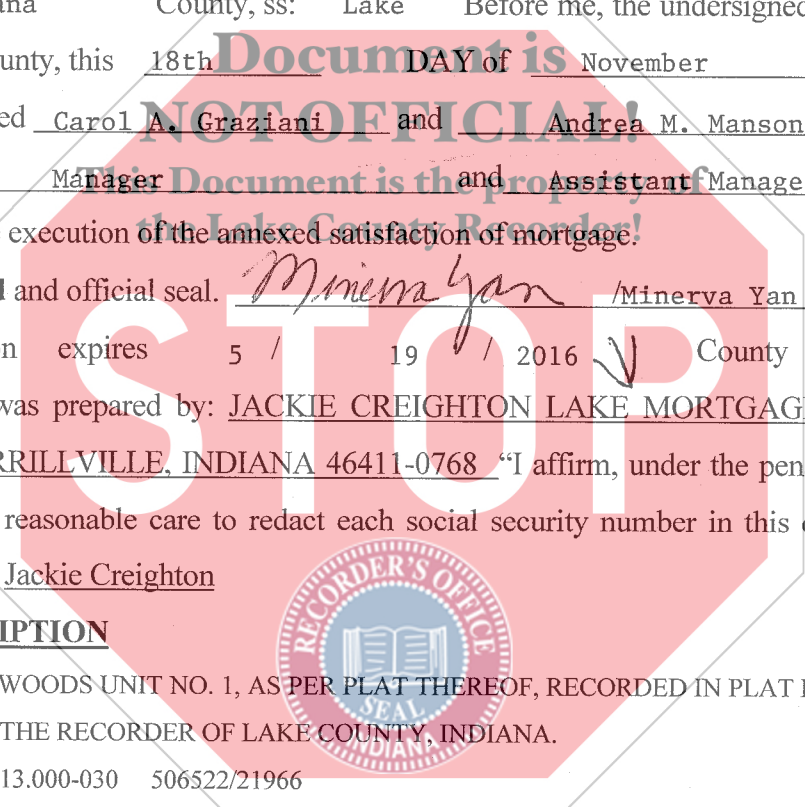 ana County, ss: Lake Before me, the undersigned
unty, this 18th DAY of November
Document is
ed Carol A. Graziani and Andrea M. Manson
NOT OFFICIAL!
Manager and Assistant Manage
This Document is the property of
the Lake County Recorder!
execution of the annexed satisfaction of mortgage.
and official seal. Minerva Yan /Minerva Yan
on expires 5 / 19 / 2016 County
was prepared by: JACKIE CREIGHTON LAKE MORTGAG
RRILLVILLE, INDIANA 46411-0768 “I affirm, under the pen
reasonable care to redact each social security number in this
Jackie Creighton
STOP
RECORDER'S OFFICE
SEAL
INDIANA
IPTION
WOODS UNIT NO. 1, AS PER PLAT THEREOF, RECORDED IN PLAT
THE RECORDER OF LAKE COUNTY, INDIANA.
13.000-030 506522/21966